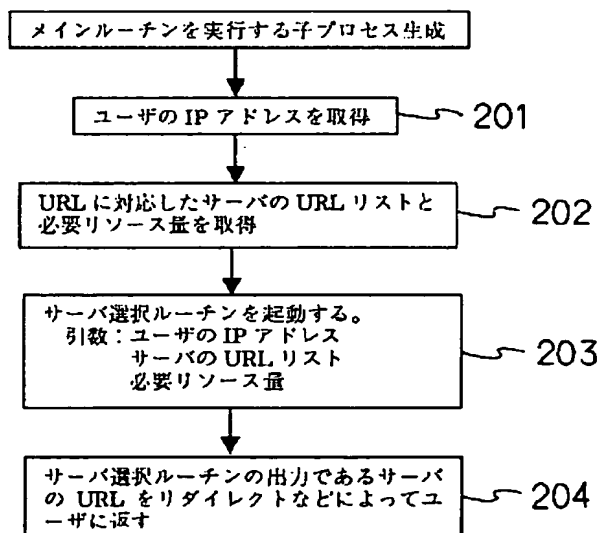 メインルーチンを実行する子プロセス生成
ユーザの IP アドレスを取得
201
URL に対応したサーバの URL リストと
必要リソース量を取得
202
サーバ選択ルーチンを起動する。
引数：ユーザの IP アドレス
サーバの URL リスト
必要リソース量
203
サーバ選択ルーチンの出力であるサーバ
の URL をリダイレクトなどによってユ
ーザに返す
204